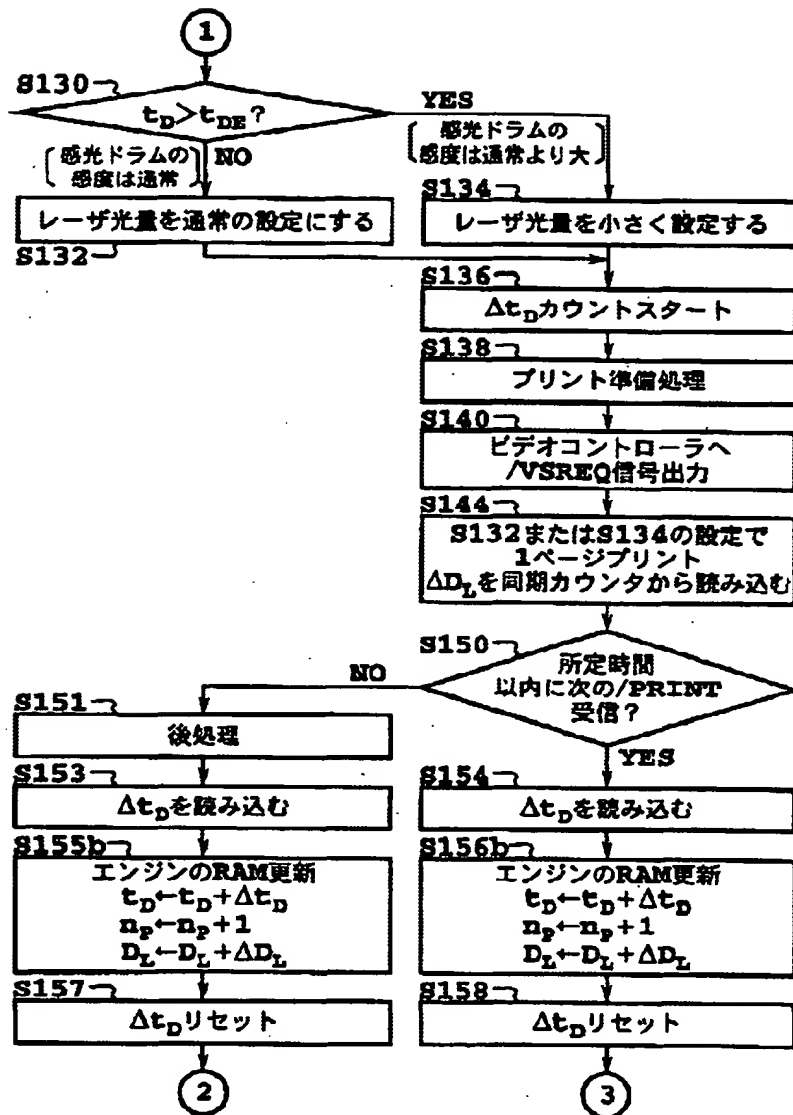 1
S130
tD>tDE?
YES
感光ドラムの
感度は通常より大
感光ドラムの
感度は通常
NO
S134
レーザ光量を通常の設定にする
レーザ光量を小さく設定する
S132
S136
ΔtDカウントスタート
S138
プリント準備処理
S140
ビデオコントローラへ
/VSREQ信号出力
S144
S132またはS134の設定で
1ページプリント
ΔDLを同期カウンタから読み込む
S150
所定時間
以内に次の/PRINT
受信?
NO
YES
S151
後処理
S153
ΔtDを読み込む
S154
ΔtDを読み込む
S155b
エンジンのRAM更新
tD←tD+ΔtD
nP←nP+1
DL←DL+ΔDL
S156b
エンジンのRAM更新
tD←tD+ΔtD
nP←nP+1
DL←DL+ΔDL
S157
ΔtDリセット
S158
ΔtDリセット
2
3